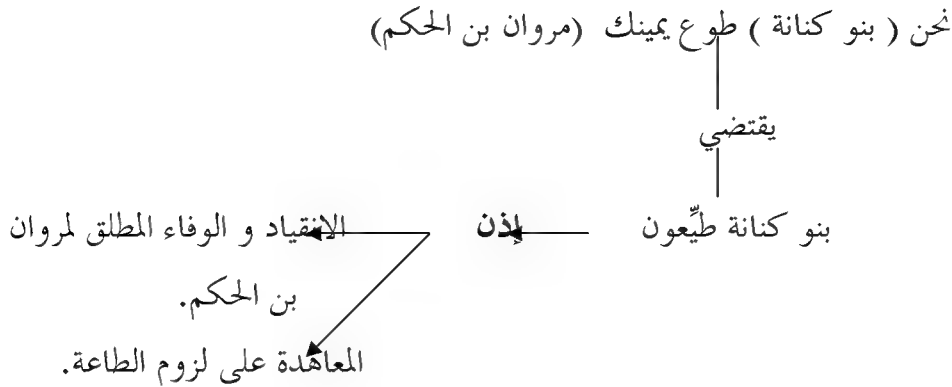 نحن ( بنو كنانة ) طوع يمينك (مروان بن الحكم)
يقتضي
بنو كنانة طيِّعون إذن الانقياد و الوفاء المطلق لمروان
بن الحكم.
المعاهدة على لزوم الطاعة.